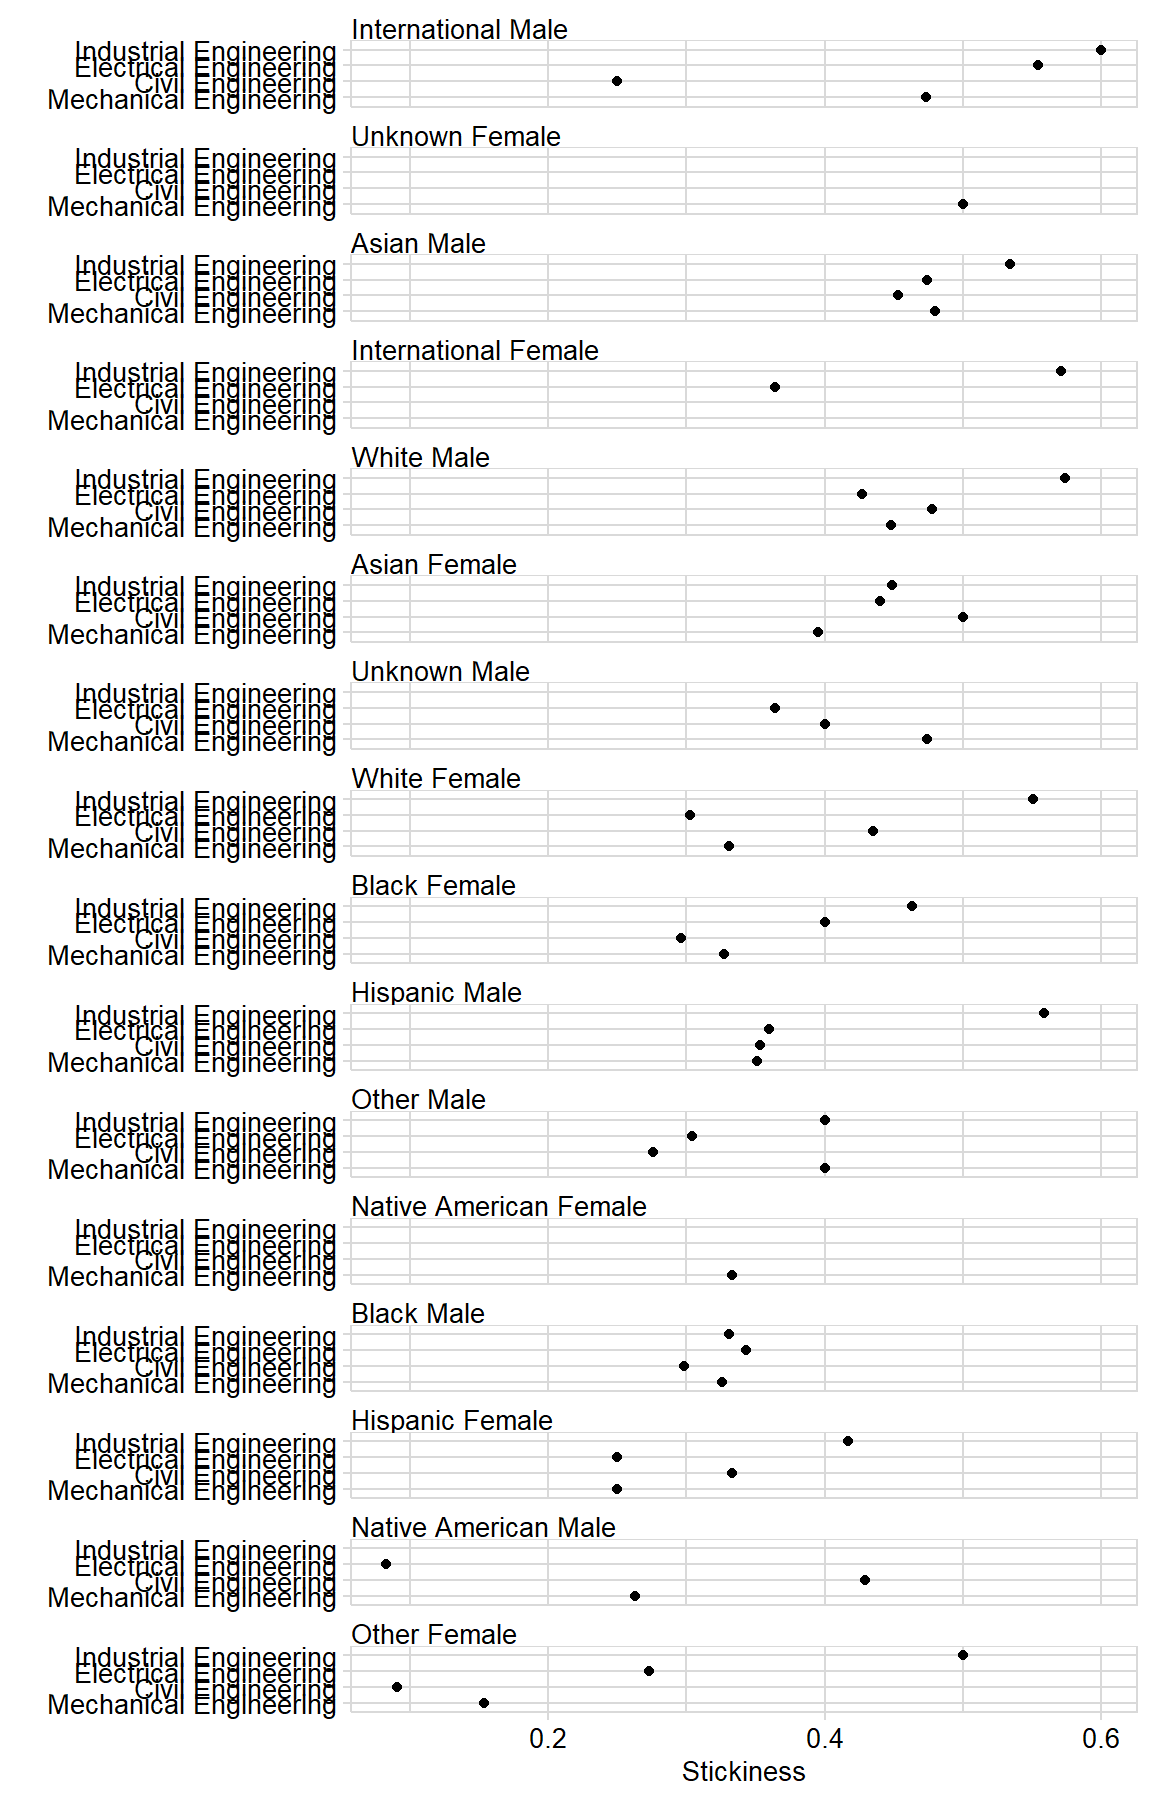 International Male
Industrial Engineering
Electrical Engineering
Civil Engineering
Mechanical Engineering
Unknown Female
Industrial Engineering
Electrical Engineering
Civil Engineering
Mechanical Engineering
Asian Male
Industrial Engineering
Electrical Engineering
Civil Engineering
Mechanical Engineering
International Female
Industrial Engineering
Electrical Engineering
Civil Engineering
Mechanical Engineering
White Male
Industrial Engineering
Electrical Engineering
Civil Engineering
Mechanical Engineering
Asian Female
Industrial Engineering
Electrical Engineering
Civil Engineering
Mechanical Engineering
Unknown Male
Industrial Engineering
Electrical Engineering
Civil Engineering
Mechanical Engineering
White Female
Industrial Engineering
Electrical Engineering
Civil Engineering
Mechanical Engineering
Black Female
Industrial Engineering
Electrical Engineering
Civil Engineering
Mechanical Engineering
Hispanic Male
Industrial Engineering
Electrical Engineering
Civil Engineering
Mechanical Engineering
Other Male
Industrial Engineering
Electrical Engineering
Civil Engineering
Mechanical Engineering
Native American Female
Industrial Engineering
Electrical Engineering
Civil Engineering
Mechanical Engineering
Black Male
Industrial Engineering
Electrical Engineering
Civil Engineering
Mechanical Engineering
Hispanic Female
Industrial Engineering
Electrical Engineering
Civil Engineering
Mechanical Engineering
Native American Male
Industrial Engineering
Electrical Engineering
Civil Engineering
Mechanical Engineering
Other Female
Industrial Engineering
Electrical Engineering
Civil Engineering
Mechanical Engineering
0.2 0.4 0.6
Stickiness